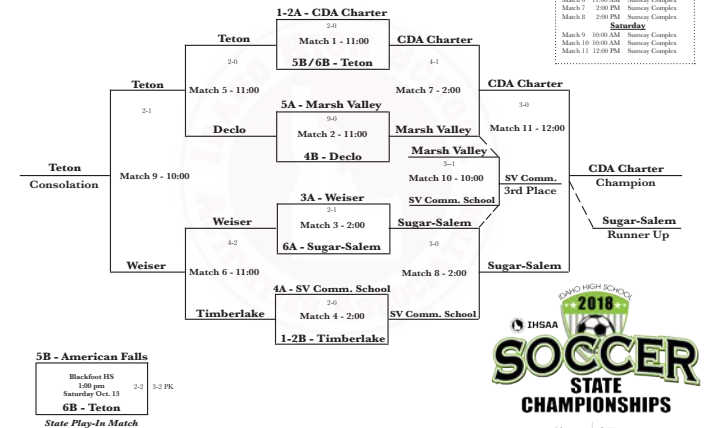 Match 7 2:00 PM Sunway Complex
Match 8 2:00 PM Sunway Complex
Saturday
Match 9 10:00 AM Sunway Complex
Match 10 10:00 AM Sunway Complex
Match 11 12:00 PM Sunway Complex
1-2A - CDA Charter
2-0
Match 1 - 11:00
5B/6B - Teton
Teton
2-0
Match 5 - 11:00
Declo
5A - Marsh Valley
9-0
Match 2 - 11:00
4B - Declo
CDA Charter
4-1
Match 7 - 2:00
Marsh Valley
Teton
2-1
Match 9 - 10:00
Weiser
Teton
Consolation
CDA Charter
3-0
Match 11 - 12:00
Sugar-Salem
Marsh Valley
3--1
Match 10 - 10:00
SV Comm. School
SV Comm.
3rd Place
CDA Charter
Champion
Sugar-Salem
Runner Up
3A - Weiser
2-1
Match 3 - 2:00
6A - Sugar-Salem
Weiser
4-2
Match 6 - 11:00
Timberlake
4A - SV Comm. School
2-0
Match 4 - 2:00
1-2B - Timberlake
Sugar-Salem
3-0
Match 8 - 2:00
SV Comm. School
5B - American Falls
Blackfoot HS
1:00 pm
Saturday Oct. 13
2-2 3-2 PK
6B - Teton
State Play-In Match
IDAHO HIGH SCHOOL
2018
IHSAA
SOCCER
STATE
CHAMPIONSHIPS